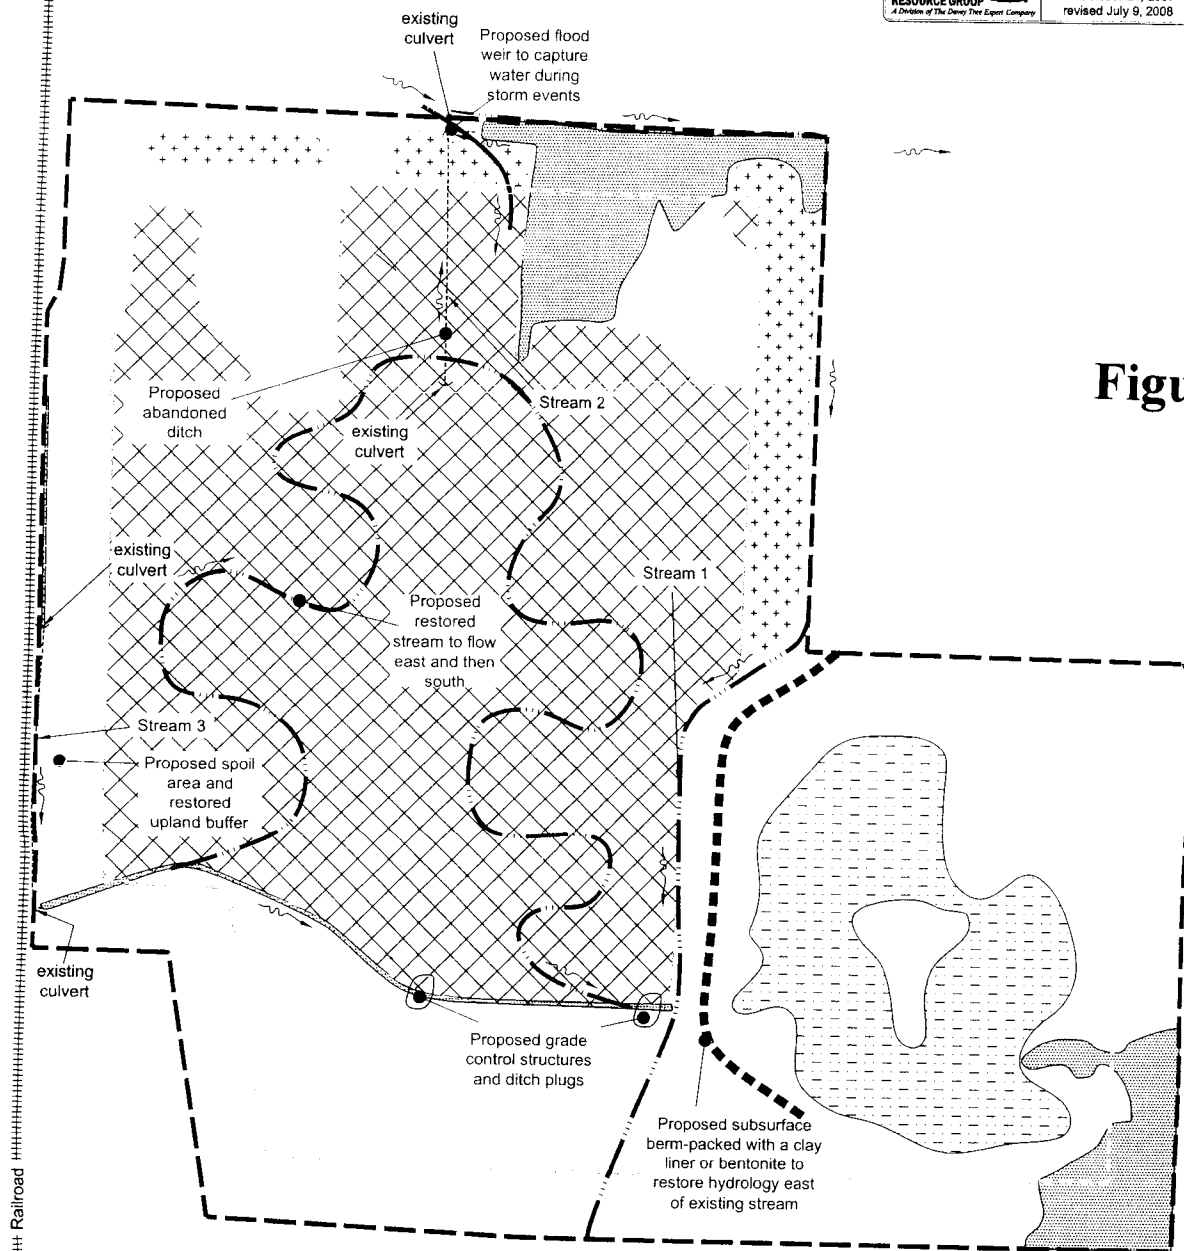 RESOURCE GROUP
A Division of The Davey Tree Expert Company
revised July 9, 2008
existing
culvert
Proposed flood
weir to capture
water during
storm events
Figu
Proposed
abandoned
ditch
Stream 2
existing
culvert
existing
culvert
Stream 1
Proposed
restored
stream to flow
east and then
south
Stream 3
Proposed spoil
area and
restored
upland buffer
existing
culvert
Proposed grade
control structures
and ditch plugs
Proposed subsurface
berm-packed with a clay
liner or bentonite to
restore hydrology east
of existing stream
Railroad